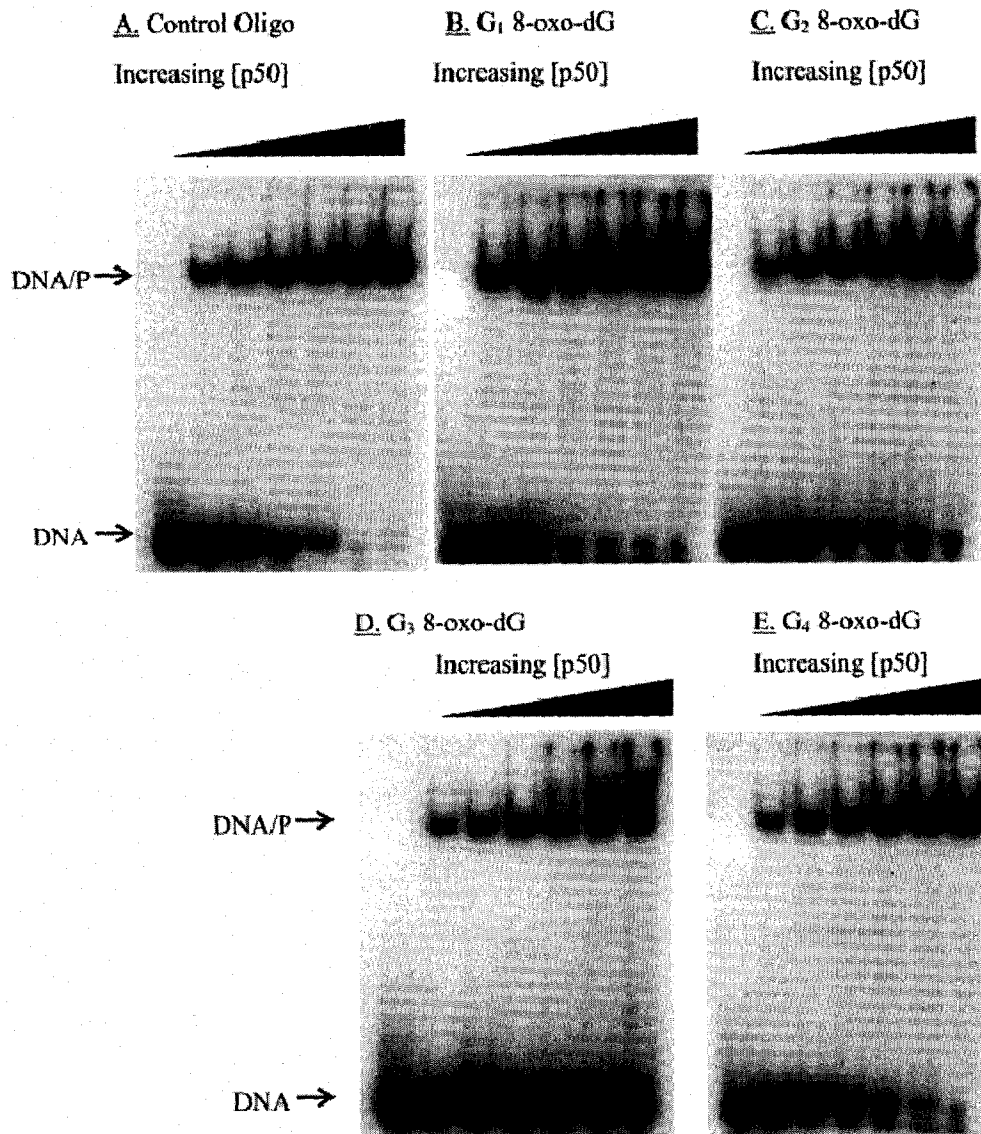 A. Control Oligo
Increasing [p50]
B. G₁ 8-oxo-dG
Increasing [p50]
C. G₂ 8-oxo-dG
Increasing [p50]
DNA/P
DNA
D. G₃ 8-oxo-dG
Increasing [p50]
E. G₄ 8-oxo-dG
Increasing [p50]
DNA/P
DNA